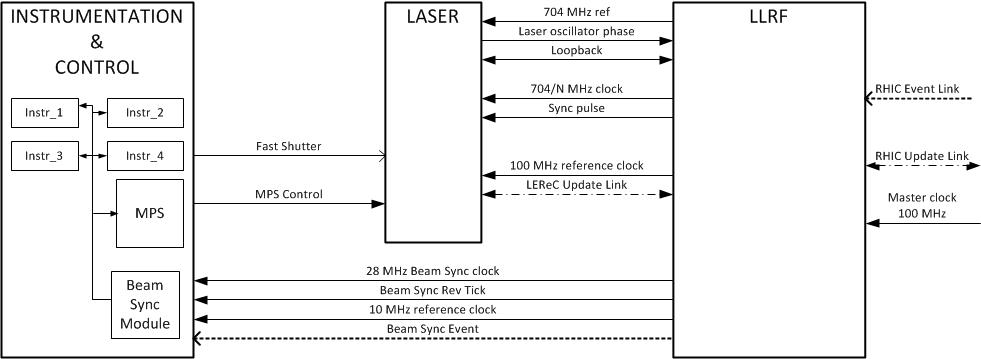 INSTRUMENTATION
&
CONTROL
Instr_1
Instr_2
Instr_3
Instr_4
MPS
Beam
Sync
Module
Fast Shutter
MPS Control
LASER
704 MHz ref
Laser oscillator phase
Loopback
704/N MHz clock
Sync pulse
100 MHz reference clock
LEReC Update Link
28 MHz Beam Sync clock
Beam Sync Rev Tick
10 MHz reference clock
Beam Sync Event
LLRF
RHIC Event Link
RHIC Update Link
Master clock
100 MHz